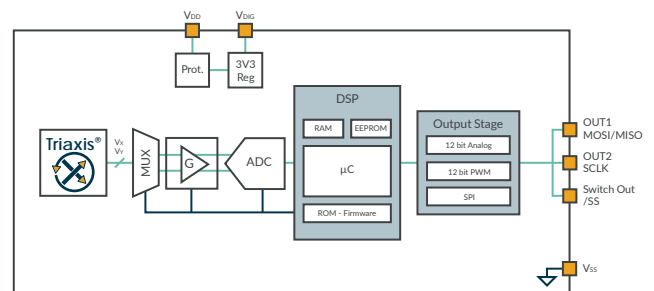 VDD
VDIG
Prot.
3V3
Reg
DSP
RAM
EEPROM
µC
ROM - Firmware
Triaxis®
VX
VY
MUX
G
ADC
Output Stage
12 bit Analog
12 bit PWM
SPI
OUT1
MOSI/MISO
OUT2
SCLK
Switch Out
/SS
VSS